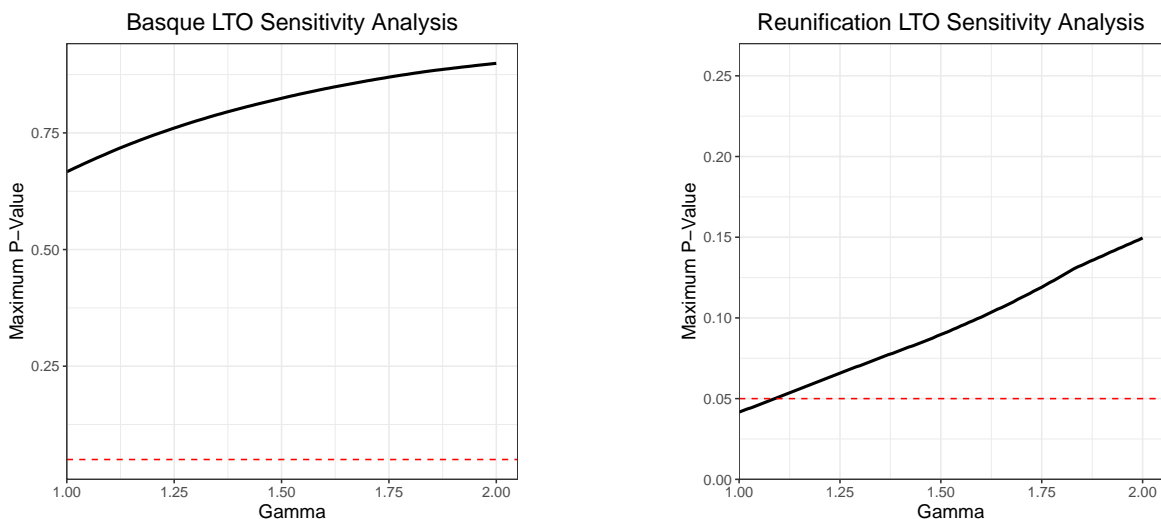 Basque LTO Sensitivity Analysis
Maximum P−Value
0.75
0.50
0.25
1.00 1.25 1.50 1.75 2.00
Gamma
Reunification LTO Sensitivity Analysis
Maximum P−Value
0.25
0.20
0.15
0.10
0.05
0.00
1.00 1.25 1.50 1.75 2.00
Gamma